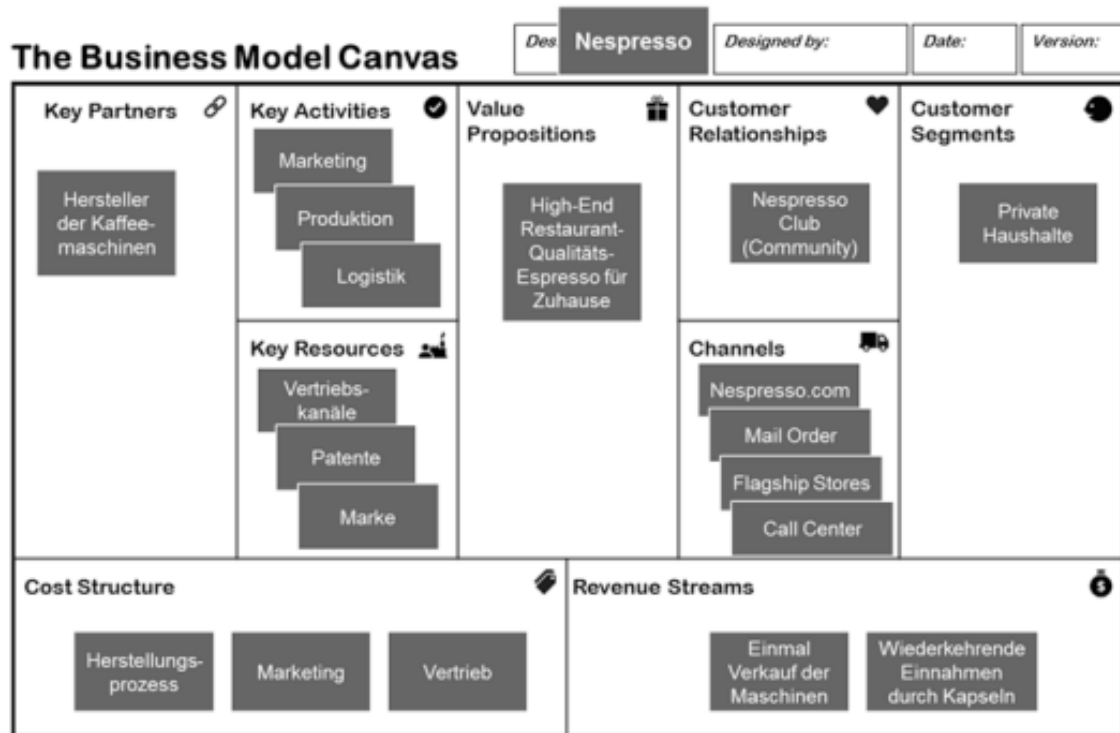 The Business Model Canvas
Des
Nespresso
Designed by:
Date:
Version:
Key Partners
Hersteller
der Kaffee-
maschinen
Key Activities
Marketing
Produktion
Logistik
Key Resources
Vertriebs-
kanäle
Patente
Marke
Value
Propositions
High-End
Restaurant-
Qualitäts-
Espresso für
Zuhause
Customer
Relationships
Nespresso
Club
(Community)
Channels
Nespresso.com
Mail Order
Flagship Stores
Call Center
Customer
Segments
Private
Haushalte
Cost Structure
Herstellungs-
prozess
Marketing
Vertrieb
Revenue Streams
Einmal
Verkauf der
Maschinen
Wiederkehrende
Einnahmen
durch Kapseln